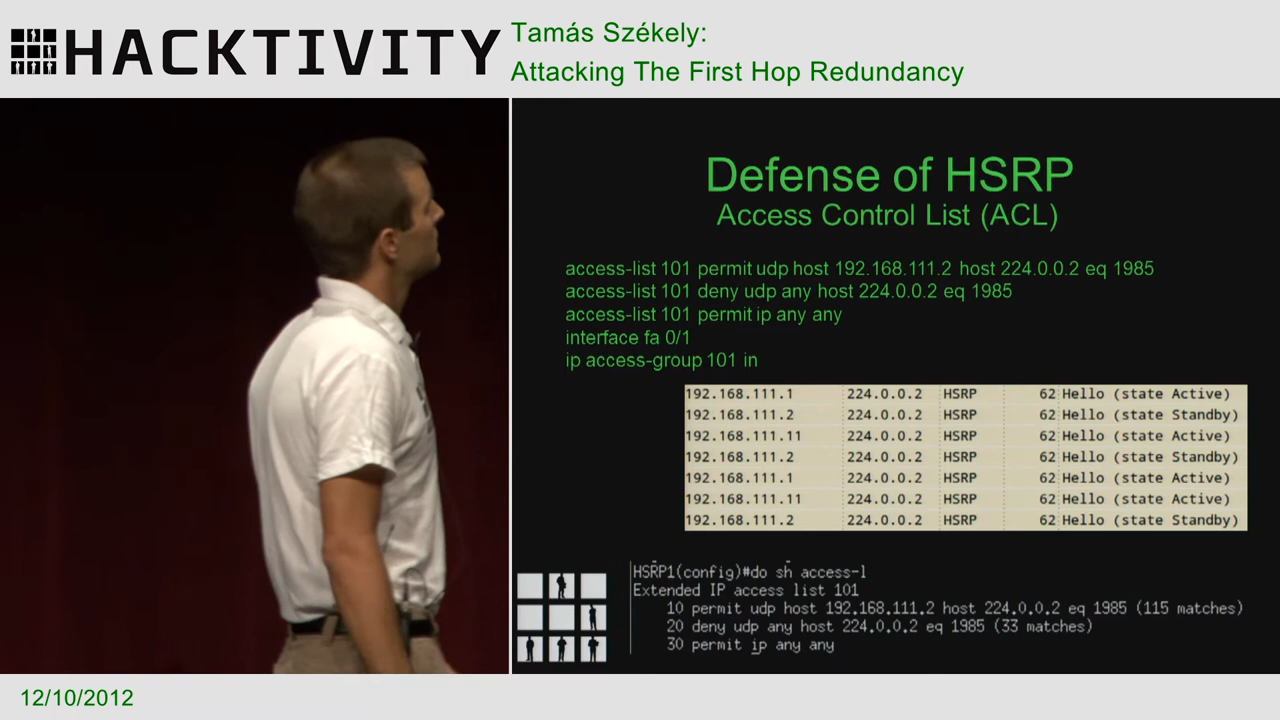 HACKTIVITY
Tamás Székely:
Attacking The First Hop Redundancy
Defense of HSRP
Access Control List (ACL)
access-list 101 permit udp host 192.168.111.2 host 224.0.0.2 eq 1985
access-list 101 deny udp any host 224.0.0.2 eq 1985
access-list 101 permit ip any any
interface fa 0/1
ip access-group 101 in
192.168.111.1 224.0.0.2 HSRP 62 Hello (state Active)
192.168.111.2 224.0.0.2 HSRP 62 Hello (state Standby)
192.168.111.11 224.0.0.2 HSRP 62 Hello (state Active)
192.168.111.2 224.0.0.2 HSRP 62 Hello (state Standby)
192.168.111.1 224.0.0.2 HSRP 62 Hello (state Active)
192.168.111.11 224.0.0.2 HSRP 62 Hello (state Active)
192.168.111.2 224.0.0.2 HSRP 62 Hello (state Standby)
HSRP1(config)#do sh access-l
Extended IP access list 101
10 permit udp host 192.168.111.2 host 224.0.0.2 eq 1985 (115 matches)
20 deny udp any host 224.0.0.2 eq 1985 (33 matches)
30 permit ip any any
12/10/2012